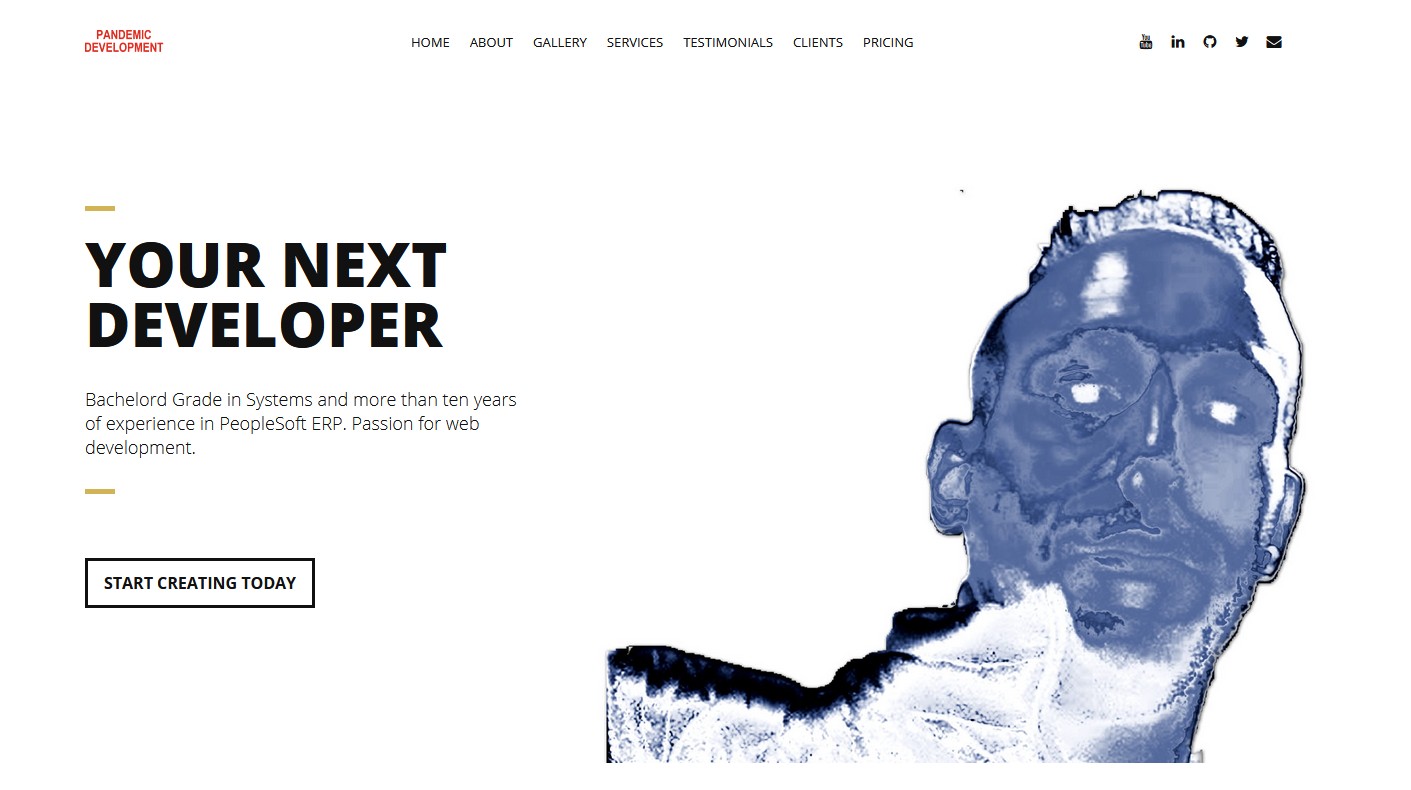 PANDEMIC
DEVELOPMENT
HOME ABOUT GALLERY SERVICES TESTIMONIALS CLIENTS PRICING
You
Tube
in
YOUR NEXT
DEVELOPER
Bachelord Grade in Systems and more than ten years
of experience in PeopleSoft ERP. Passion for web
development.
START CREATING TODAY